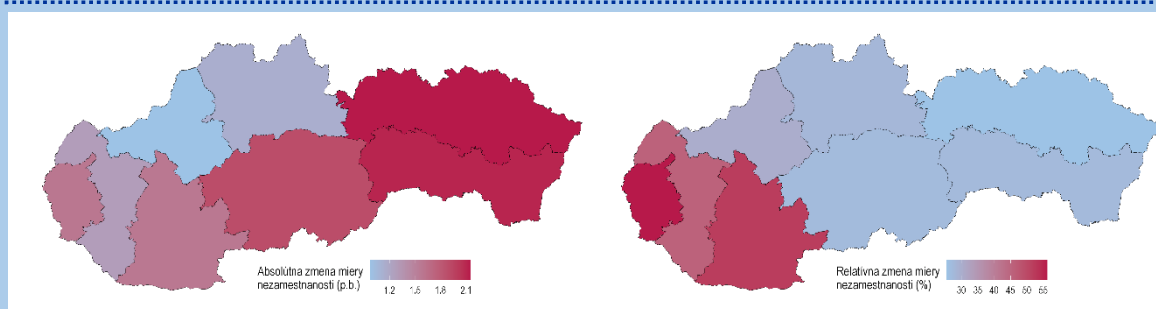 Absolútna zmena miery
nezamestnanosti (p.b.)
1.2 1.5 1.8 2.1
Relatívna zmena miery
nezamestnanosti (%)
30 35 40 45 50 55